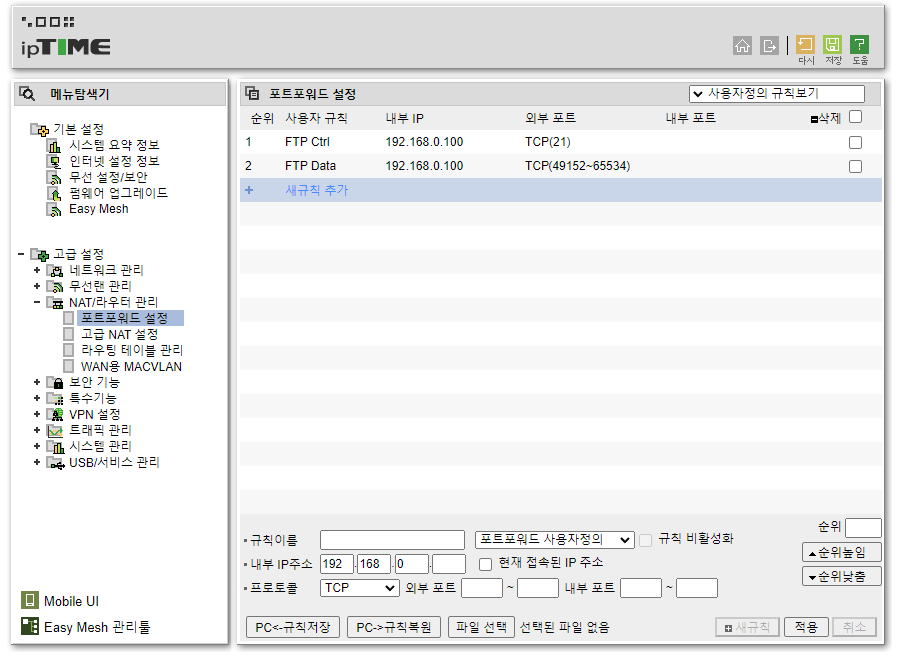 ipTIME
다시 저장 도움
메뉴탐색기
기본 설정
시스템 요약 정보
인터넷 설정 정보
무선 설정/보안
펌웨어 업그레이드
Easy Mesh
고급 설정
네트워크 관리
무선랜 관리
NAT/라우터 관리
포트포워드 설정
고급 NAT 설정
라우팅 테이블 관리
WAN용 MACVLAN
보안 기능
특수기능
VPN 설정
트래픽 관리
시스템 관리
USB/서비스 관리
Mobile UI
Easy Mesh 관리툴
포트포워드 설정 사용자정의 규칙보기
순위 사용자 규칙 내부 IP 외부 포트 내부 포트 삭제
1 FTP Ctrl 192.168.0.100 TCP(21)
2 FTP Data 192.168.0.100 TCP(49152~65534)
+ 새규칙 추가
순위
규칙이름 포트포워드 사용자정의 규칙 비활성화
순위높임
내부 IP주소 192 . 168 . 0 . 현재 접속된 IP 주소
순위낮춤
프로토콜 TCP 외부 포트 ~ 내부 포트 ~
PC<-규칙저장 PC->규칙복원 파일 선택 선택된 파일 없음 새규칙 적용 취소